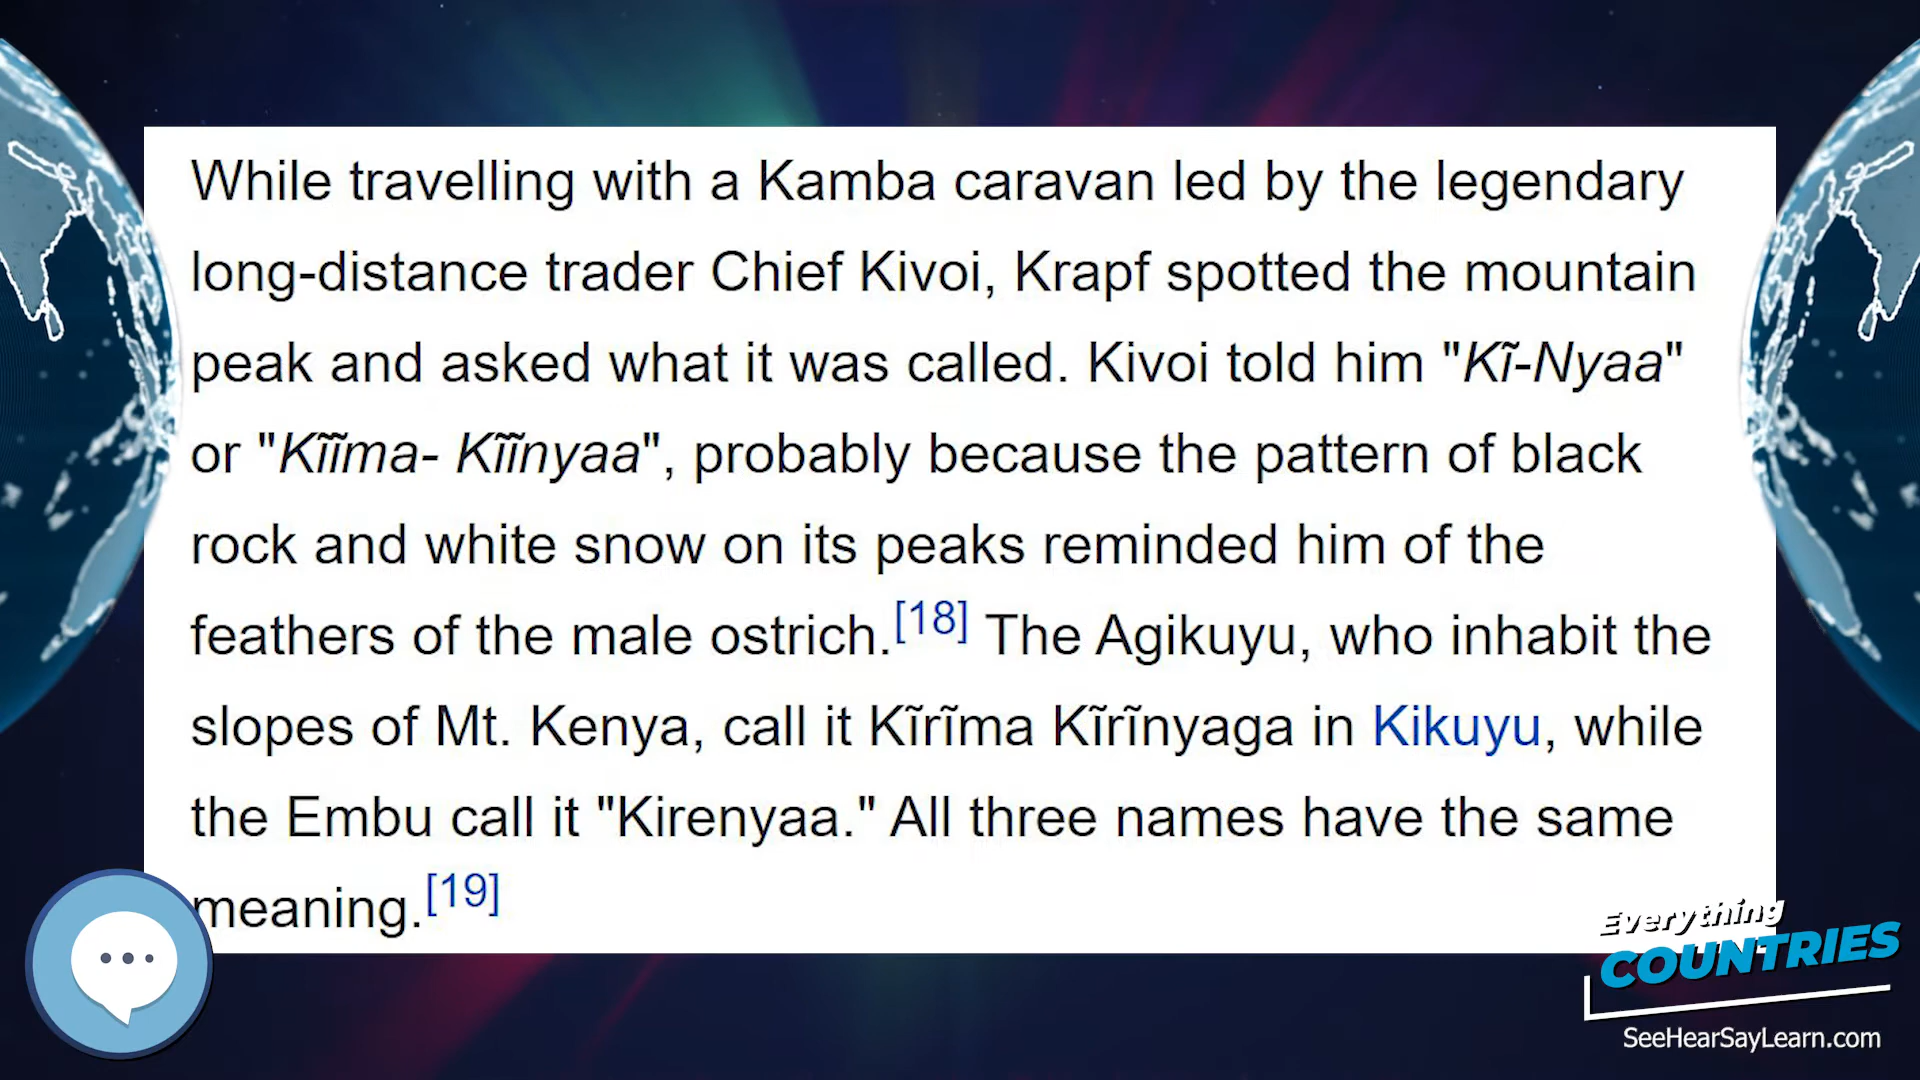 While travelling with a Kamba caravan led by the legendary
long-distance trader Chief Kivoi, Krapf spotted the mountain
peak and asked what it was called. Kivoi told him "Kĩ-Nyaa"
or "Kĩĩma- Kĩĩnyaa", probably because the pattern of black
rock and white snow on its peaks reminded him of the
feathers of the male ostrich.[18] The Agikuyu, who inhabit the
slopes of Mt. Kenya, call it Kĩrĩma Kĩrĩnyaga in Kikuyu, while
the Embu call it "Kirenyaa." All three names have the same
meaning.[19]
Everything
COUNTRIES
SeeHearSayLearn.com